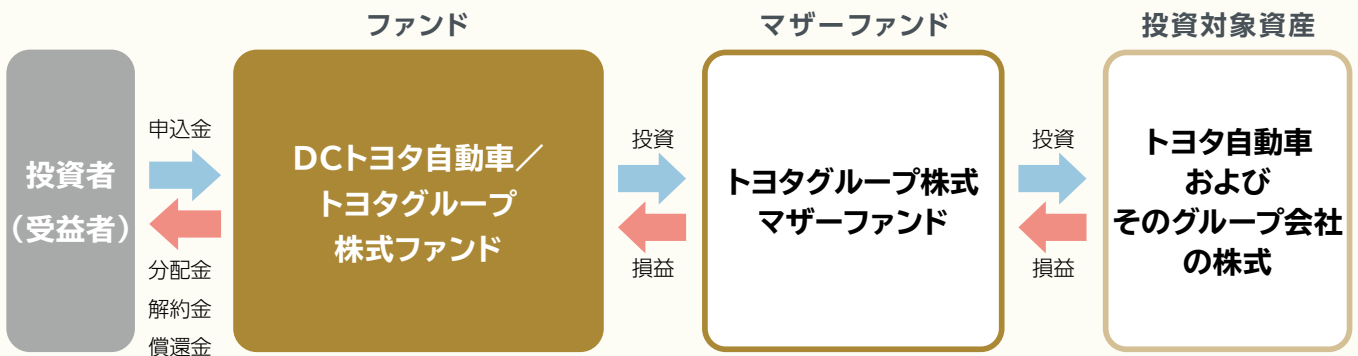 ファンド
マザーファンド
投資対象資産
投資者
（受益者）
申込金
分配金
解約金
償還金
DCトヨタ自動車／
トヨタグループ
株式ファンド
投資
損益
トヨタグループ株式
マザーファンド
投資
損益
トヨタ自動車
および
そのグループ会社
の株式